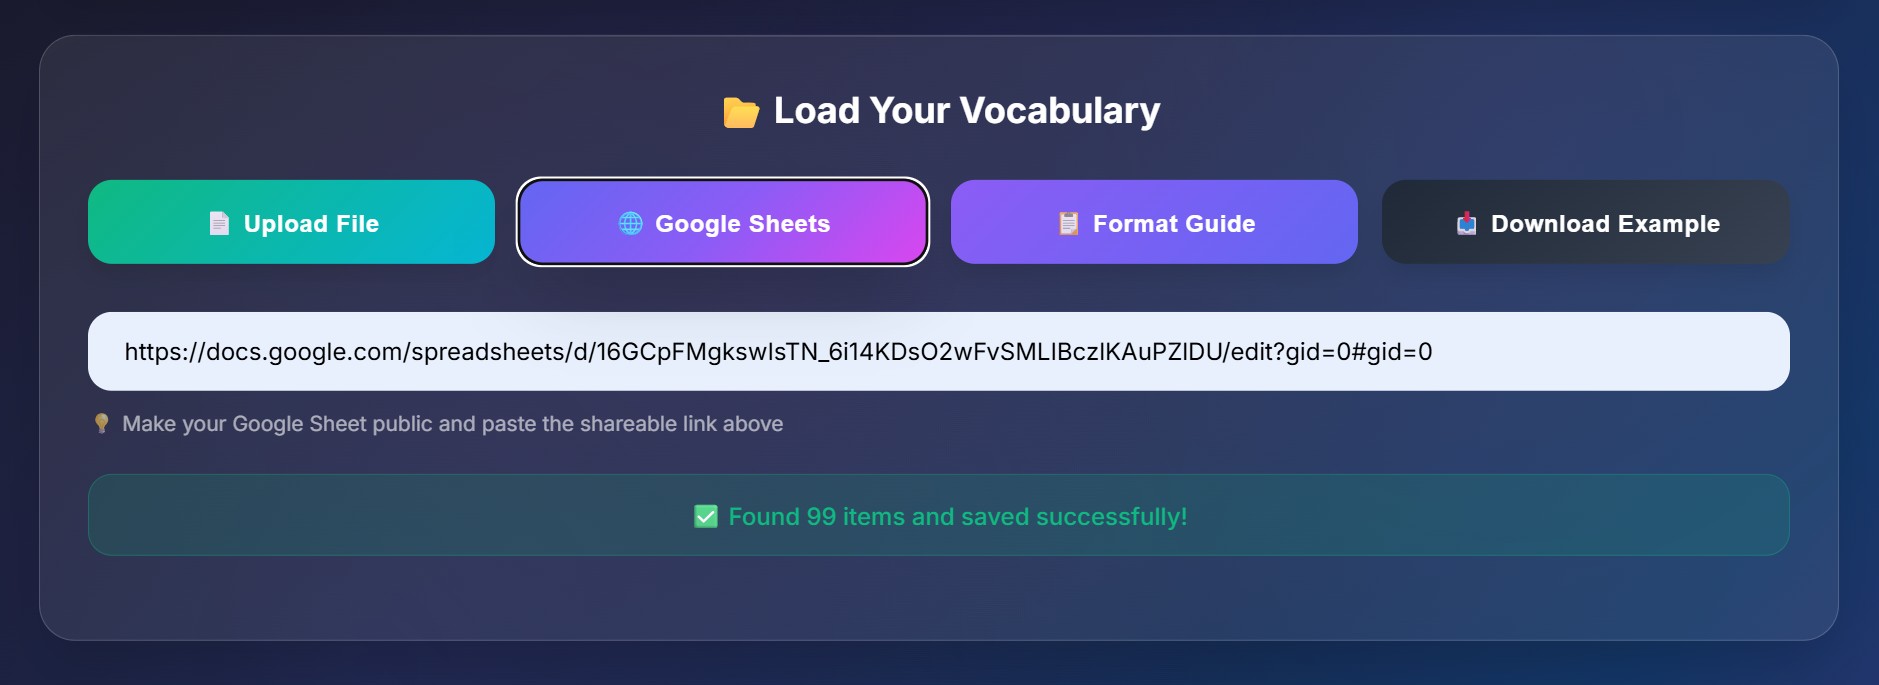 📂 Load Your Vocabulary
📄 Upload File
🌐 Google Sheets
📋 Format Guide
📥 Download Example
https://docs.google.com/spreadsheets/d/16GCpFMgkswIsTN_6i14KDsO2wFvSMLIBczlKAuPZIDU/edit?gid=0#gid=0
💡 Make your Google Sheet public and paste the shareable link above
✅ Found 99 items and saved successfully!